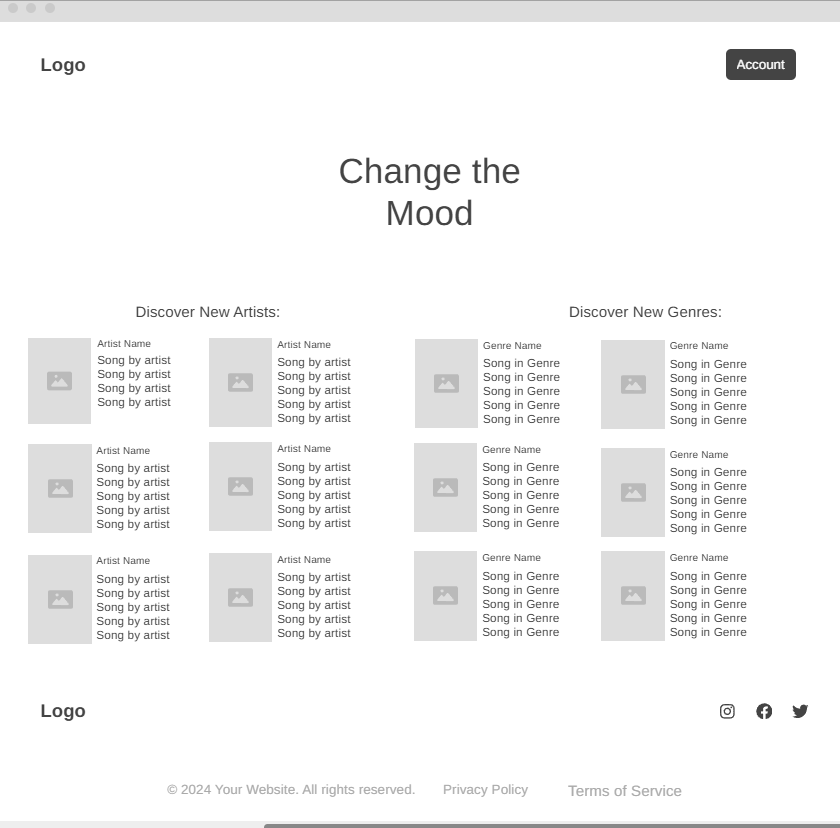 Logo
Account
Change the
Mood
Discover New Artists:
Artist Name
Song by artist
Song by artist
Song by artist
Song by artist
Artist Name
Song by artist
Song by artist
Song by artist
Song by artist
Song by artist
Artist Name
Song by artist
Song by artist
Song by artist
Song by artist
Song by artist
Artist Name
Song by artist
Song by artist
Song by artist
Song by artist
Song by artist
Artist Name
Song by artist
Song by artist
Song by artist
Song by artist
Song by artist
Artist Name
Song by artist
Song by artist
Song by artist
Song by artist
Song by artist
Discover New Genres:
Genre Name
Song in Genre
Song in Genre
Song in Genre
Song in Genre
Song in Genre
Genre Name
Song in Genre
Song in Genre
Song in Genre
Song in Genre
Song in Genre
Genre Name
Song in Genre
Song in Genre
Song in Genre
Song in Genre
Song in Genre
Genre Name
Song in Genre
Song in Genre
Song in Genre
Song in Genre
Song in Genre
Genre Name
Song in Genre
Song in Genre
Song in Genre
Song in Genre
Song in Genre
Genre Name
Song in Genre
Song in Genre
Song in Genre
Song in Genre
Song in Genre
Logo
© 2024 Your Website. All rights reserved.
Privacy Policy
Terms of Service